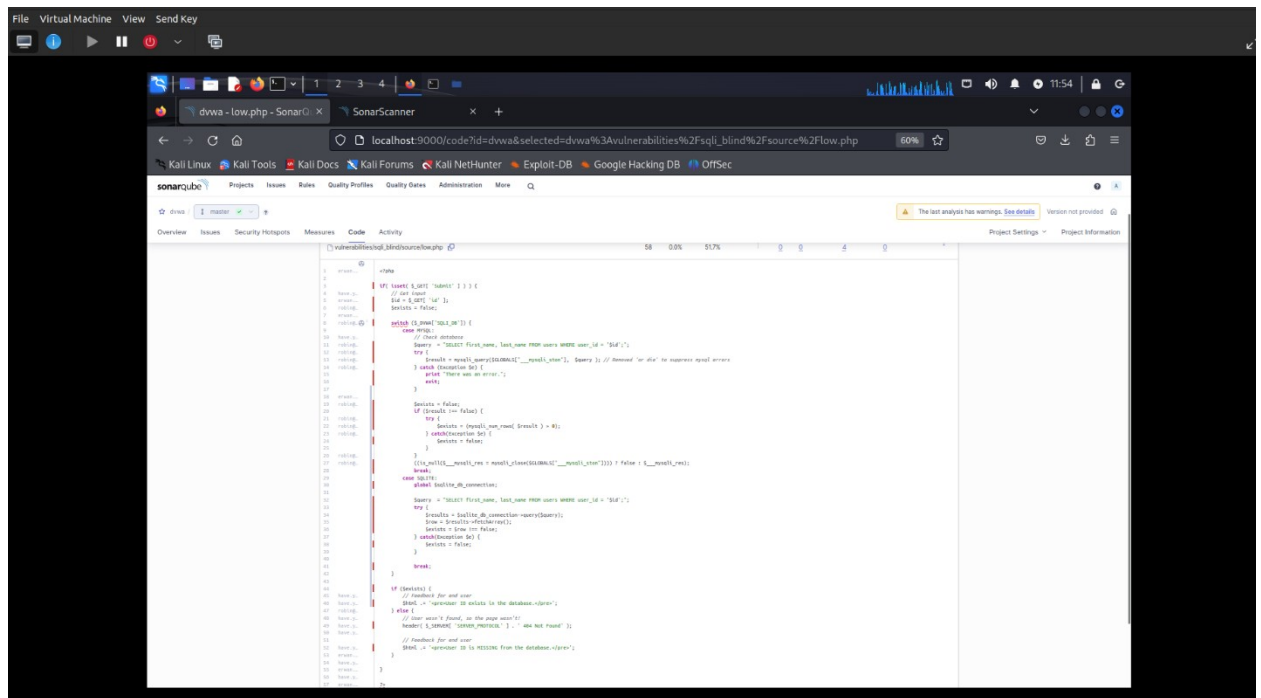 File Virtual Machine View Send Key
1 2 3 4 11:54
dvwa - low.php - SonarQ SonarScanner
localhost:9000/code?id=dvwa&selected=dvwa%3Avulnerabilities%2Fsqli_blind%2Fsource%2Flow.php 60%
Kali Linux Kali Tools Kali Docs Kali Forums Kali NetHunter Exploit-DB Google Hacking DB OffSec
sonarqube Projects Issues Rules Quality Profiles Quality Gates Administration More A
dvwa / master The last analysis has warnings. See details Version not provided
Overview Issues Security Hotspots Measures Code Activity Project Settings Project Information
vulnerabilities/sqli_blind/source/low.php 58 0.0% 51.7% 0 0 4 0
<?php
if( isset( $_GET[ 'Submit' ] ) ) {
// Get input
$id = $_GET[ 'id' ];
$exists = false;
switch ($_DVWA['SQLI_DB']) {
case MYSQL:
// Check database
$query = "SELECT first_name, last_name FROM users WHERE user_id = '$id';";
try {
$result = mysqli_query($GLOBALS["___mysqli_ston"], $query ); // Removed 'or die' to suppress mysql errors
} catch (Exception $e) {
print "There was an error.";
exit;
}
$exists = false;
if ($result !== false) {
try {
$exists = (mysqli_num_rows( $result ) > 0);
} catch(Exception $e) {
$exists = false;
}
}
((is_null($___mysqli_res = mysqli_close($GLOBALS["___mysqli_ston"]))) ? false : $___mysqli_res);
break;
case SQLITE:
global $sqlite_db_connection;
$query = "SELECT first_name, last_name FROM users WHERE user_id = '$id';";
try {
$results = $sqlite_db_connection->query($query);
$row = $results->fetchArray();
$exists = $row !== false;
} catch(Exception $e) {
$exists = false;
}
break;
}
if ($exists) {
// Feedback for end user
$html .= '<pre>User ID exists in the database.</pre>';
} else {
// User wasn't found, so the page wasn't!
header( $_SERVER[ 'SERVER_PROTOCOL' ] . ' 404 Not Found' );
// Feedback for end user
$html .= '<pre>User ID is MISSING from the database.</pre>';
}
}
?>